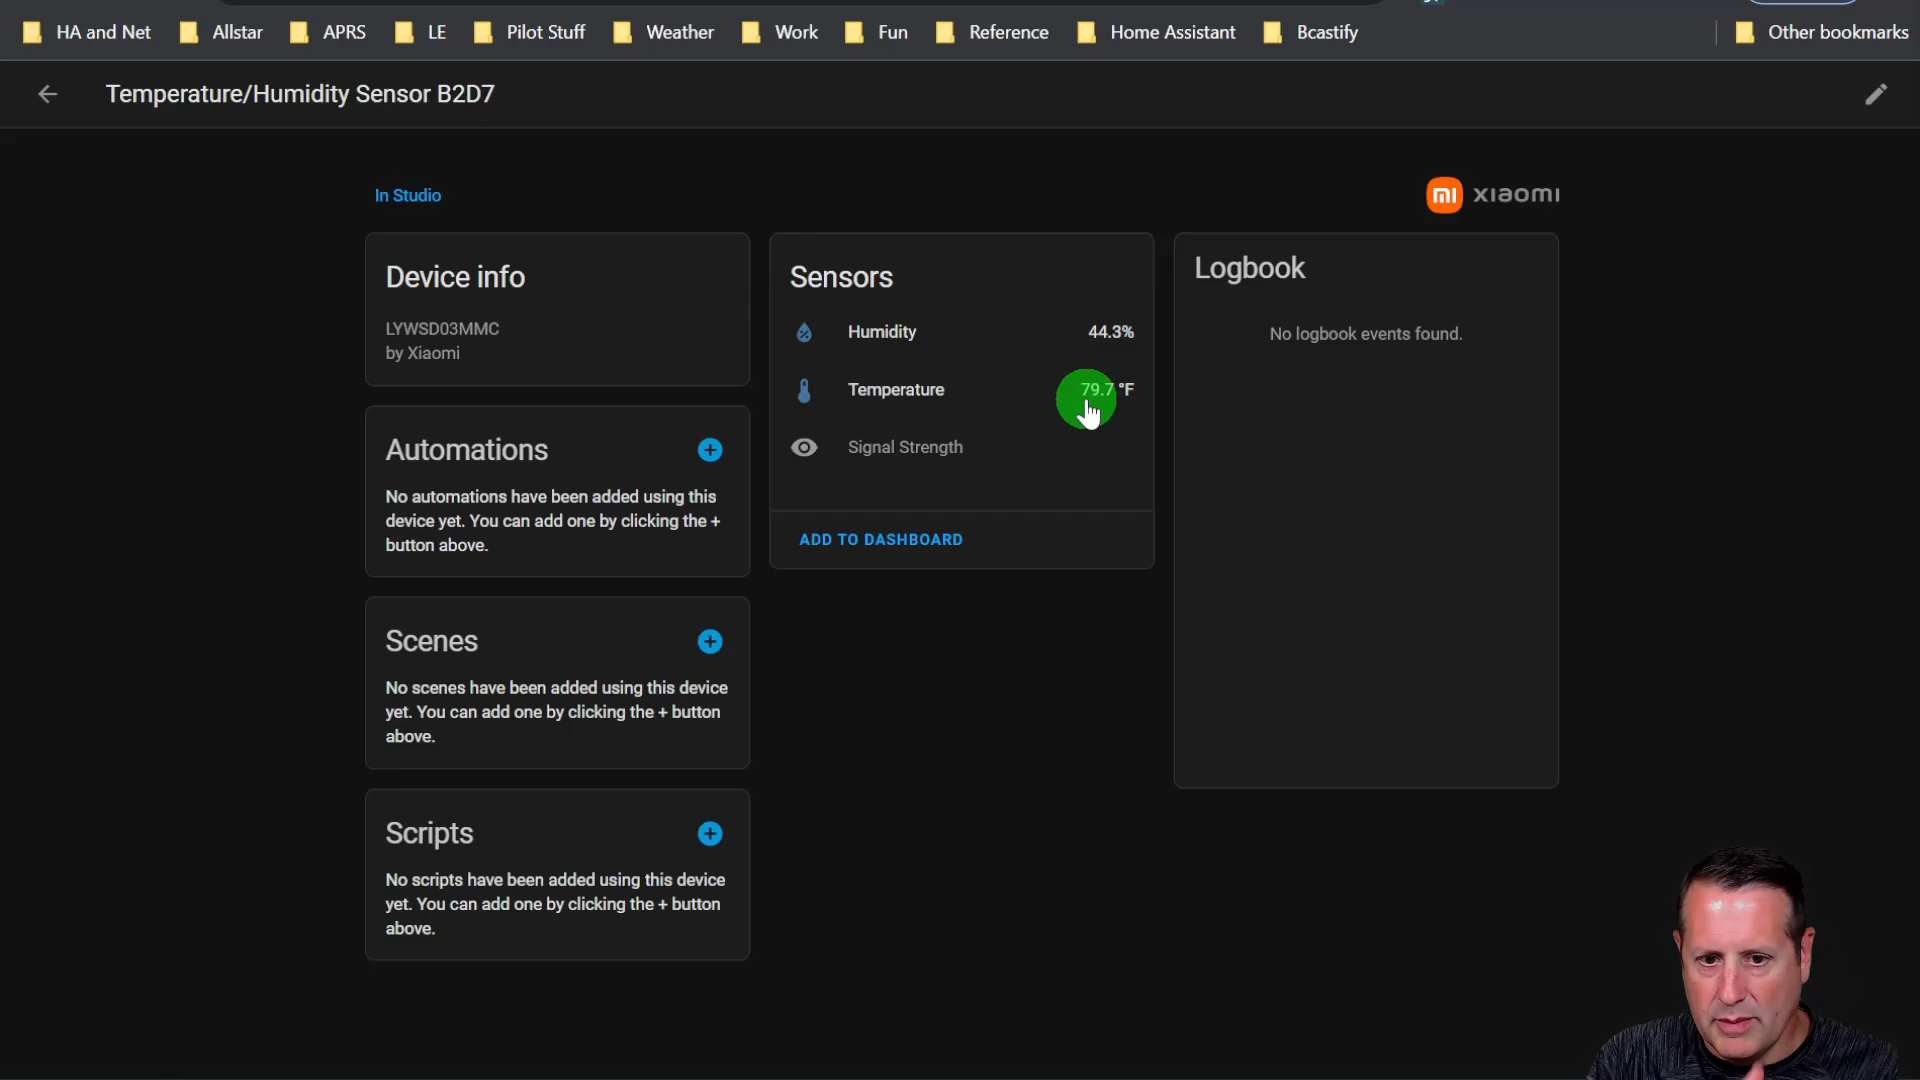 HA and Net
Allstar
APRS
LE
Pilot Stuff
Weather
Work
Fun
Reference
Home Assistant
Bcastify
Other bookmarks
Temperature/Humidity Sensor B2D7
In Studio
mi xiaomi
Device info
LYWSD03MMC
by Xiaomi
Automations
No automations have been added using this
device yet. You can add one by clicking the +
button above.
Scenes
No scenes have been added using this device
yet. You can add one by clicking the + button
above.
Scripts
No scripts have been added using this device
yet. You can add one by clicking the + button
above.
Sensors
Humidity 44.3%
Temperature 79.7 °F
Signal Strength
ADD TO DASHBOARD
Logbook
No logbook events found.